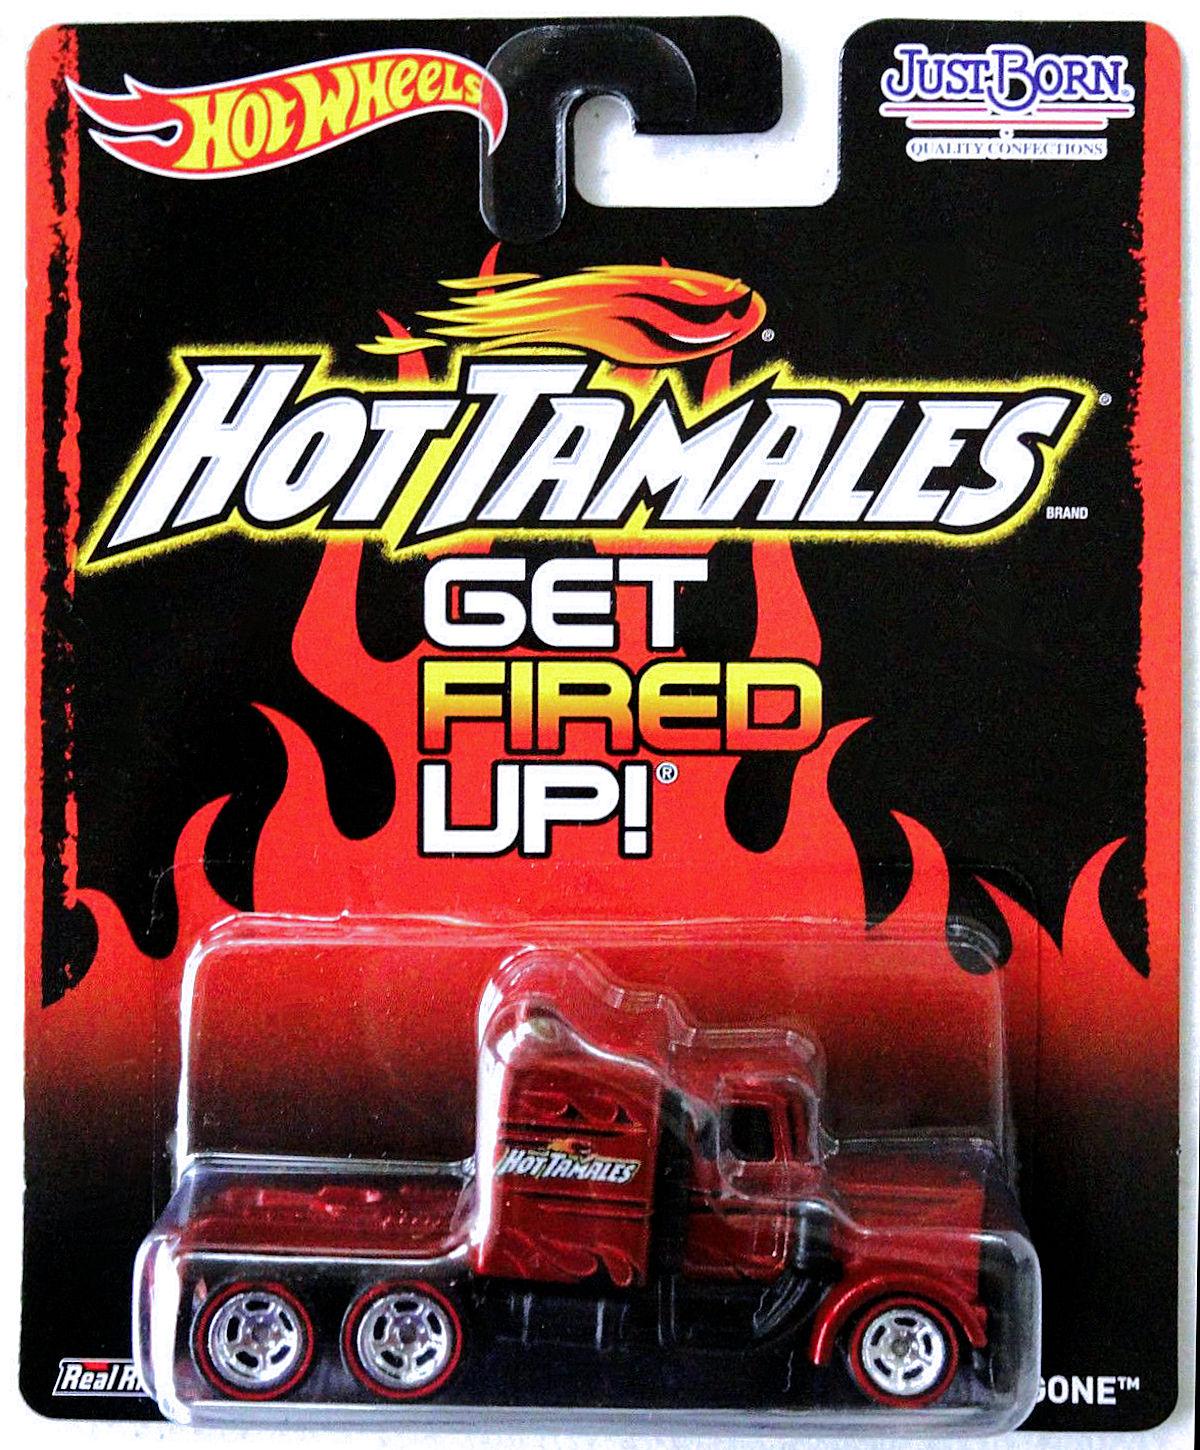 HOT WHEELS
JUST BORN®
QUALITY CONFECTIONS
®
HOT TAMALES®
BRAND
GET
FIRED
UP!®
HOT TAMALES
Real Ri
GONE™